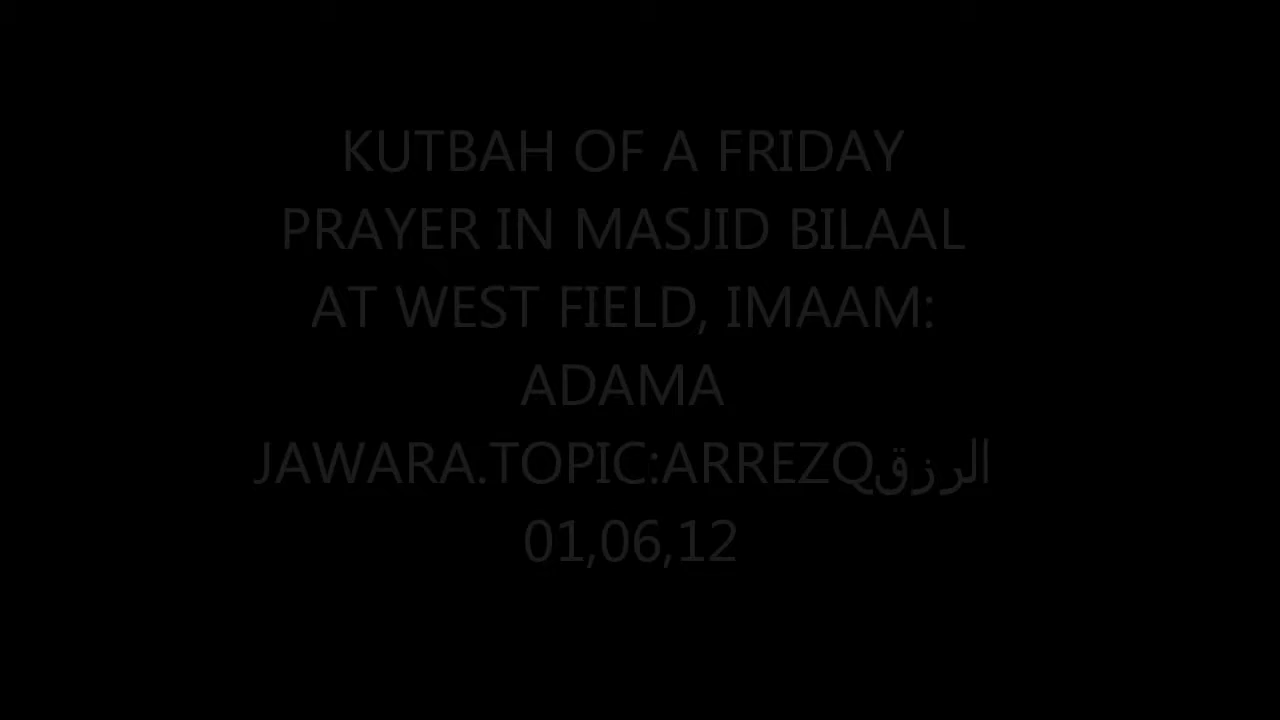 KUTBAH OF A FRIDAY
PRAYER IN MASJID BILAAL
AT WEST FIELD, IMAAM:
ADAMA
JAWARA.TOPIC:ARREZQالرزق
01,06,12